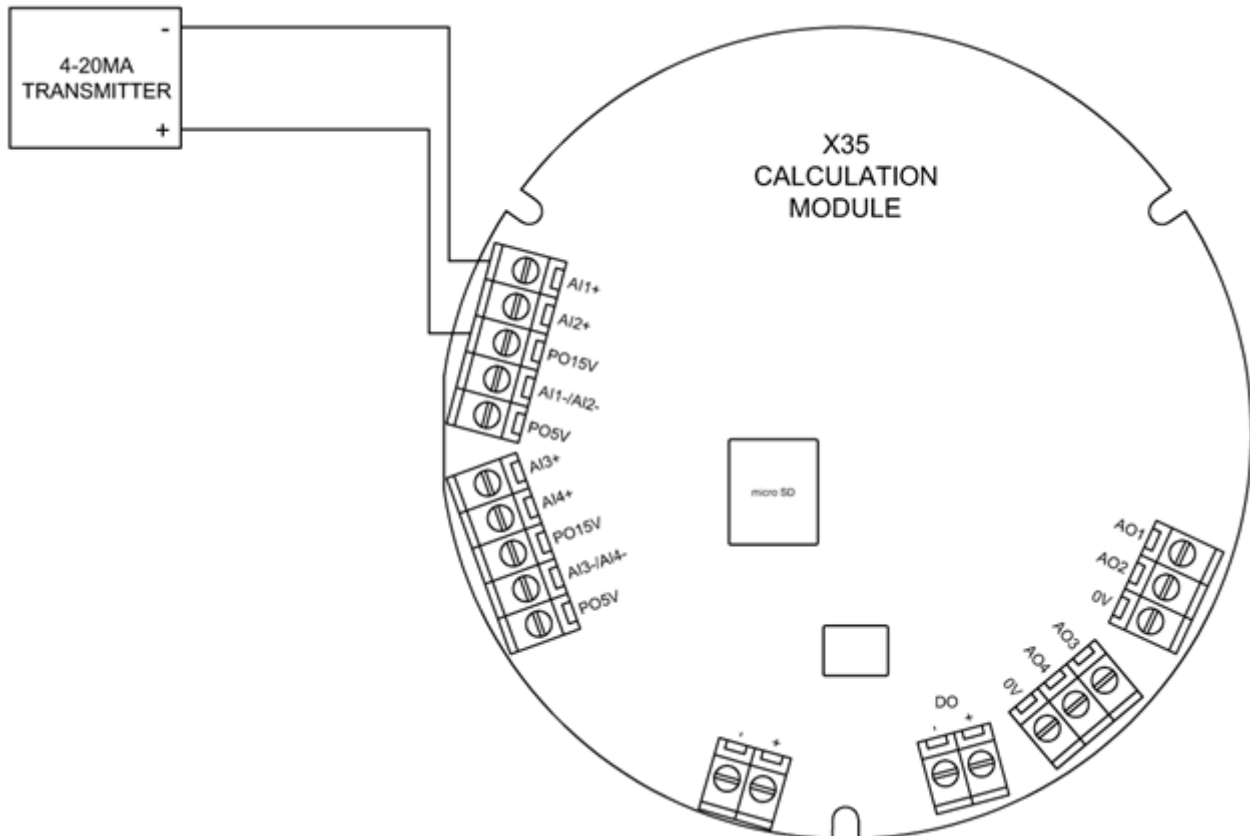 -
4-20MA
TRANSMITTER
+
X35
CALCULATION
MODULE
AI1+
AI2+
PO15V
AI1-/AI2-
PO5V
AI3+
AI4+
PO15V
AI3-/AI4-
PO5V
micro SD
AO1
AO2
0V
AO3
AO4
0V
DO
- +
- +